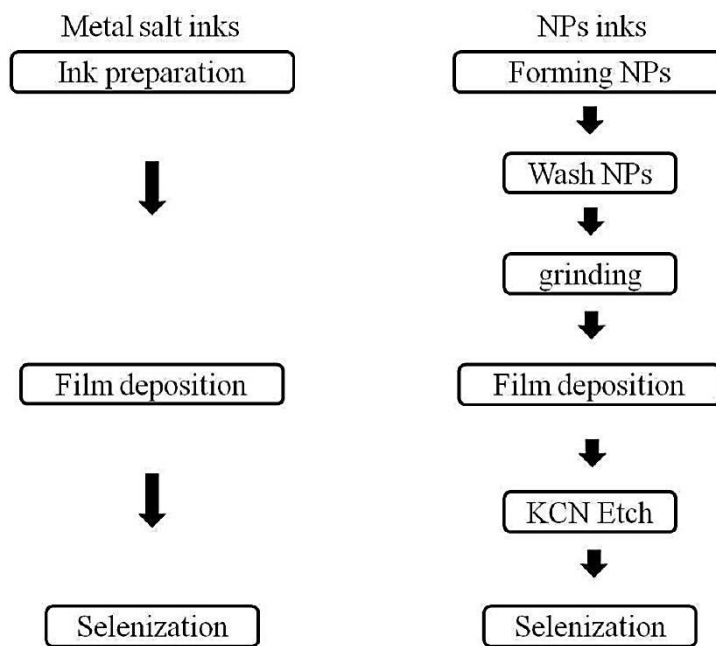 Metal salt inks
Ink preparation
Film deposition
Selenization
NPs inks
Forming NPs
Wash NPs
grinding
Film deposition
KCN Etch
Selenization